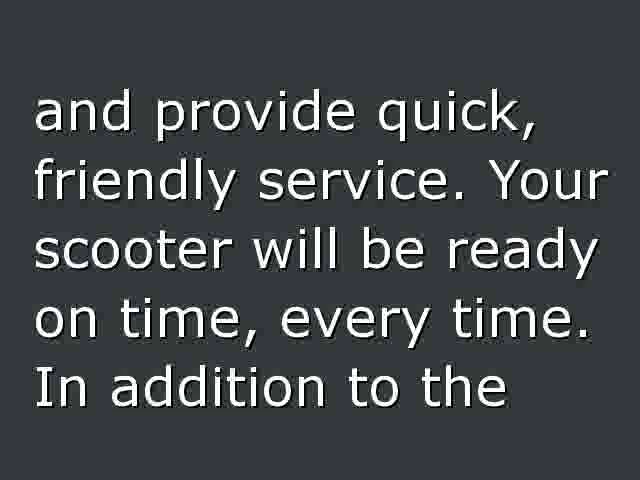 and provide quick,
friendly service. Your
scooter will be ready
on time, every time.
In addition to the